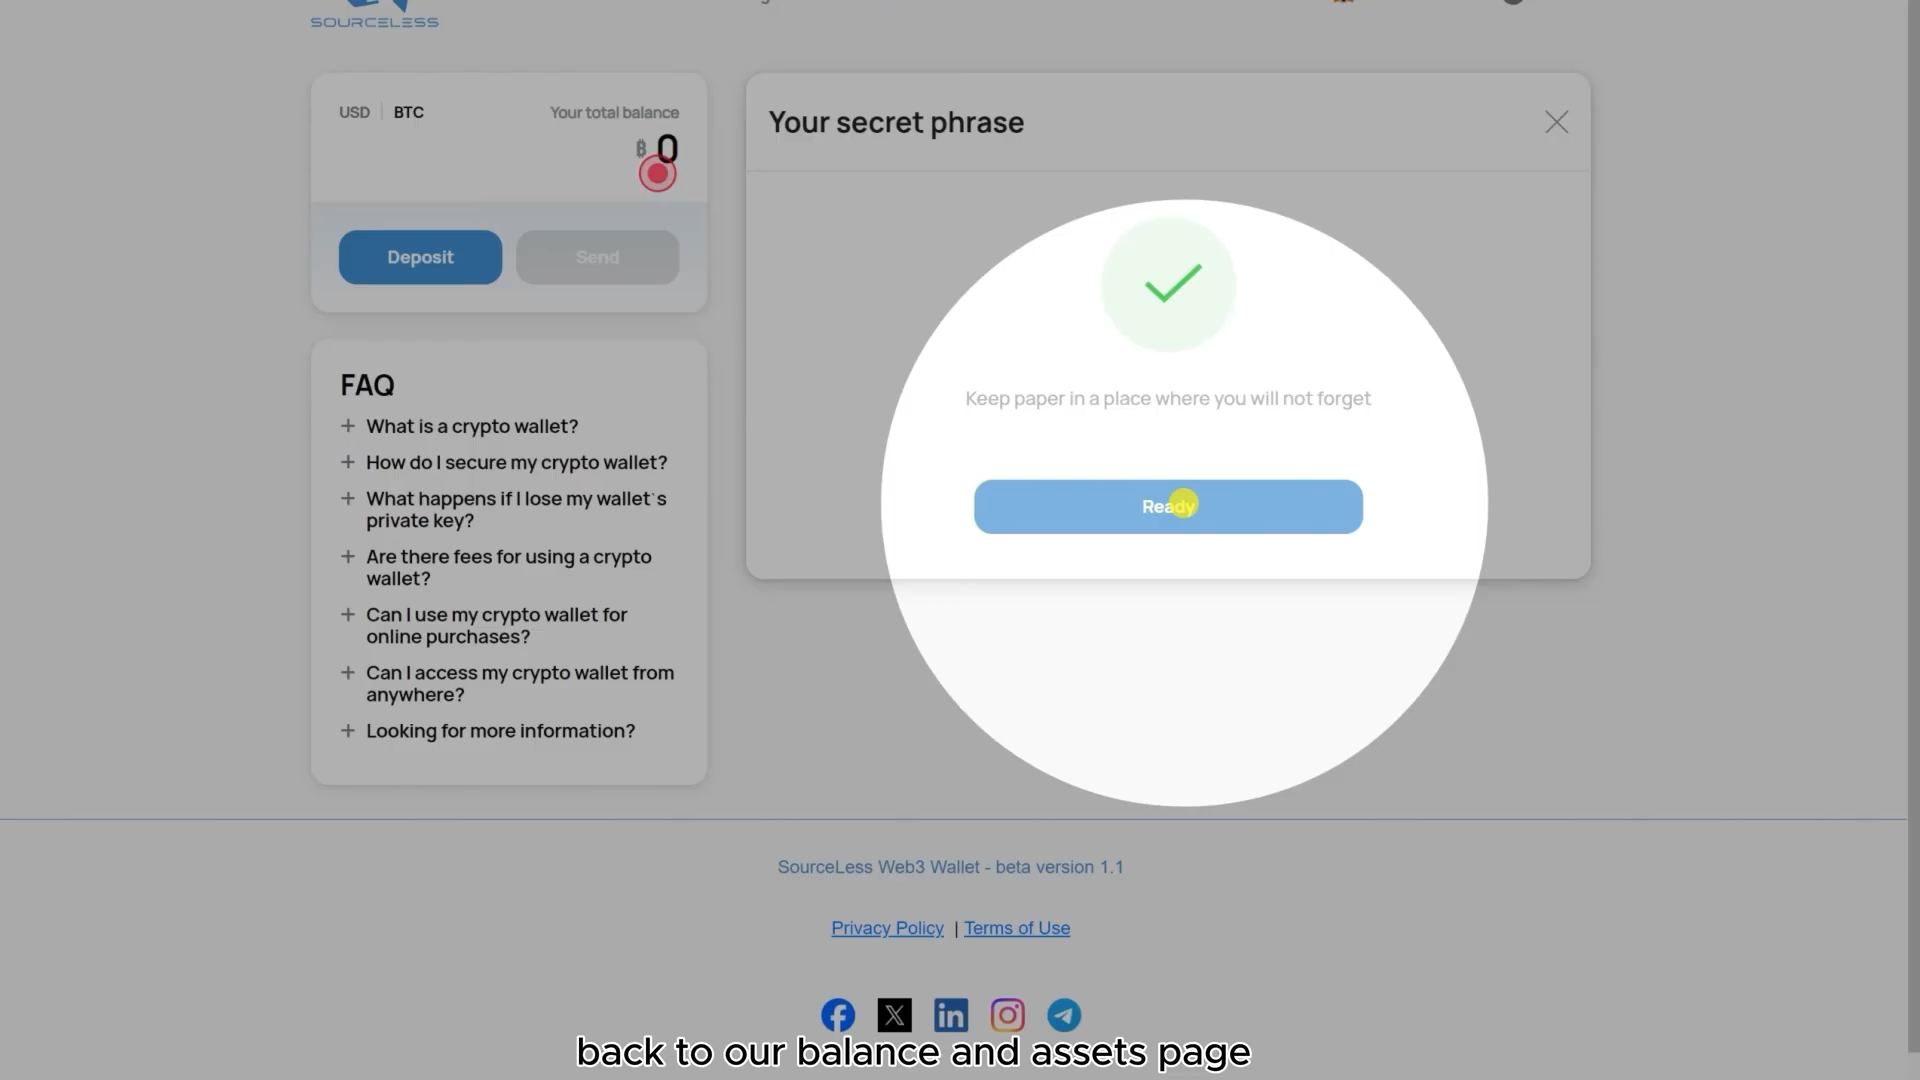 SOURCELESS
USD | BTC
Your total balance
฿ 0
Deposit
Send
FAQ
+ What is a crypto wallet?
+ How do I secure my crypto wallet?
+ What happens if I lose my wallet`s
private key?
+ Are there fees for using a crypto
wallet?
+ Can I use my crypto wallet for
online purchases?
+ Can I access my crypto wallet from
anywhere?
+ Looking for more information?
Your secret phrase
Keep paper in a place where you will not forget
Ready
SourceLess Web3 Wallet - beta version 1.1
Privacy Policy | Terms of Use
back to our balance and assets page